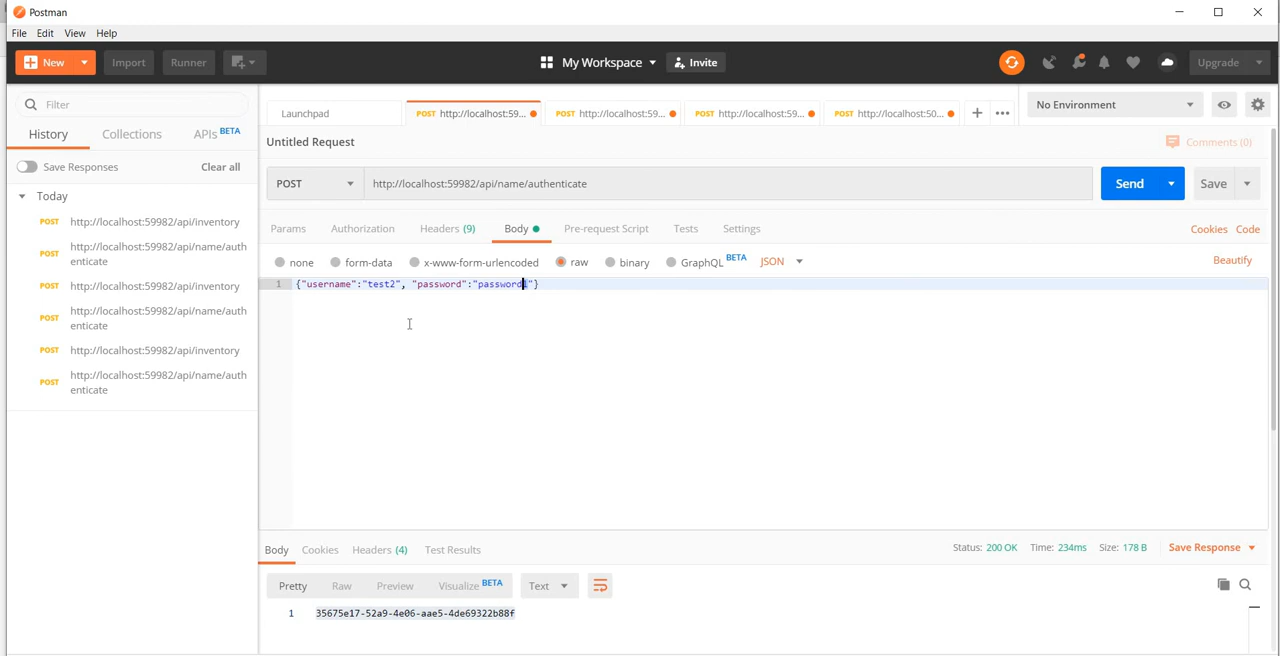 Postman
File Edit View Help
New Import Runner My Workspace Invite Upgrade
Filter
History Collections APIs BETA
Save Responses Clear all
Today
POST http://localhost:59982/api/inventory
POST http://localhost:59982/api/name/auth
enticate
POST http://localhost:59982/api/inventory
POST http://localhost:59982/api/name/auth
enticate
POST http://localhost:59982/api/inventory
POST http://localhost:59982/api/name/auth
enticate
Launchpad POST http://localhost:59... POST http://localhost:59... POST http://localhost:59... POST http://localhost:50... No Environment
Untitled Request Comments (0)
POST http://localhost:59982/api/name/authenticate Send Save
Params Authorization Headers (9) Body Pre-request Script Tests Settings Cookies Code
none form-data x-www-form-urlencoded raw binary GraphQL BETA JSON Beautify
1 {"username":"test2", "password":"password1"}
Body Cookies Headers (4) Test Results Status: 200 OK Time: 234ms Size: 178 B Save Response
Pretty Raw Preview Visualize BETA Text
1 35675e17-52a9-4e06-aae5-4de69322b88f